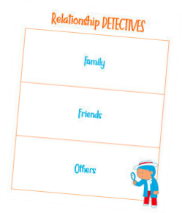 Relationship DETECTIVES
Family
Friends
Others